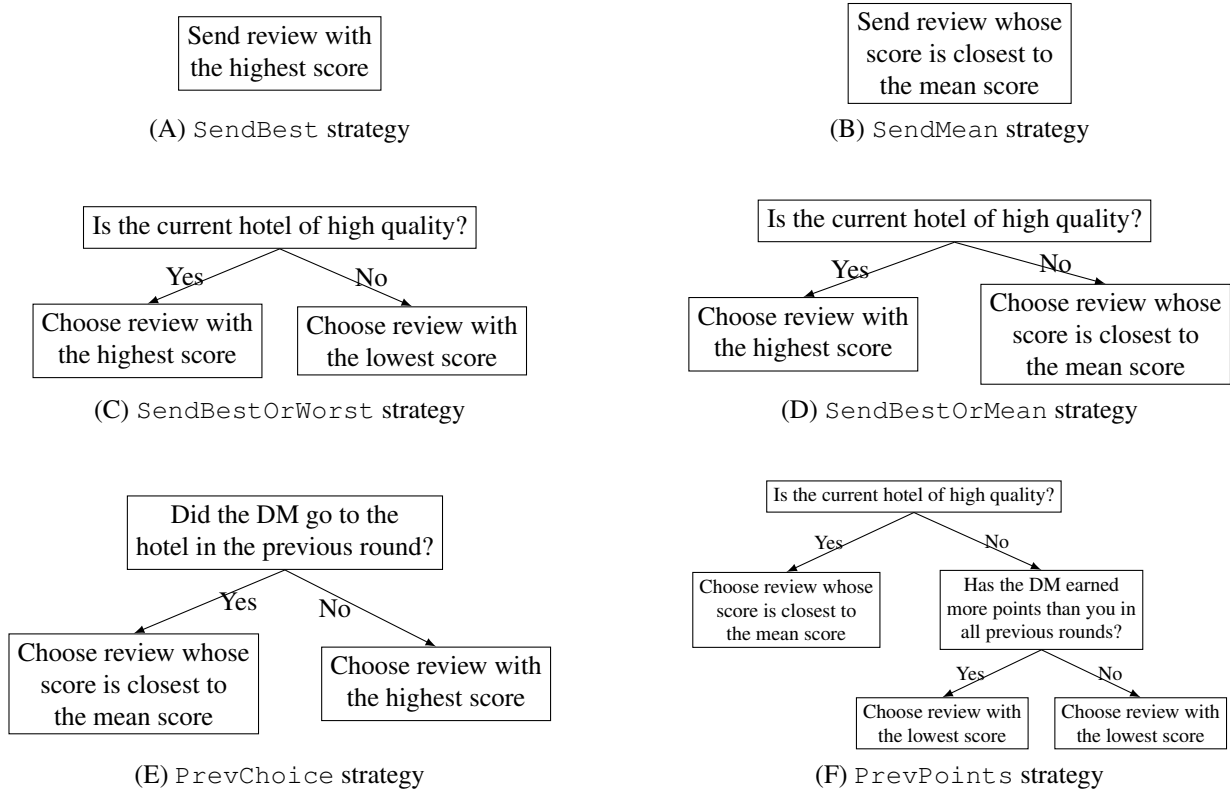 Send review with
the highest score
(A) SendBest strategy
Send review whose
score is closest to
the mean score
(B) SendMean strategy
Is the current hotel of high quality?
Yes
No
Choose review with
the highest score
Choose review with
the lowest score
(C) SendBestOrWorst strategy
Is the current hotel of high quality?
Yes
No
Choose review with
the highest score
Choose review whose
score is closest to
the mean score
(D) SendBestOrMean strategy
Did the DM go to the
hotel in the previous round?
Yes
No
Choose review whose
score is closest to
the mean score
Choose review with
the highest score
(E) PrevChoice strategy
Is the current hotel of high quality?
Yes
No
Choose review whose
score is closest to
the mean score
Has the DM earned
more points than you in
all previous rounds?
Yes
No
Choose review with
the lowest score
Choose review with
the lowest score
(F) PrevPoints strategy